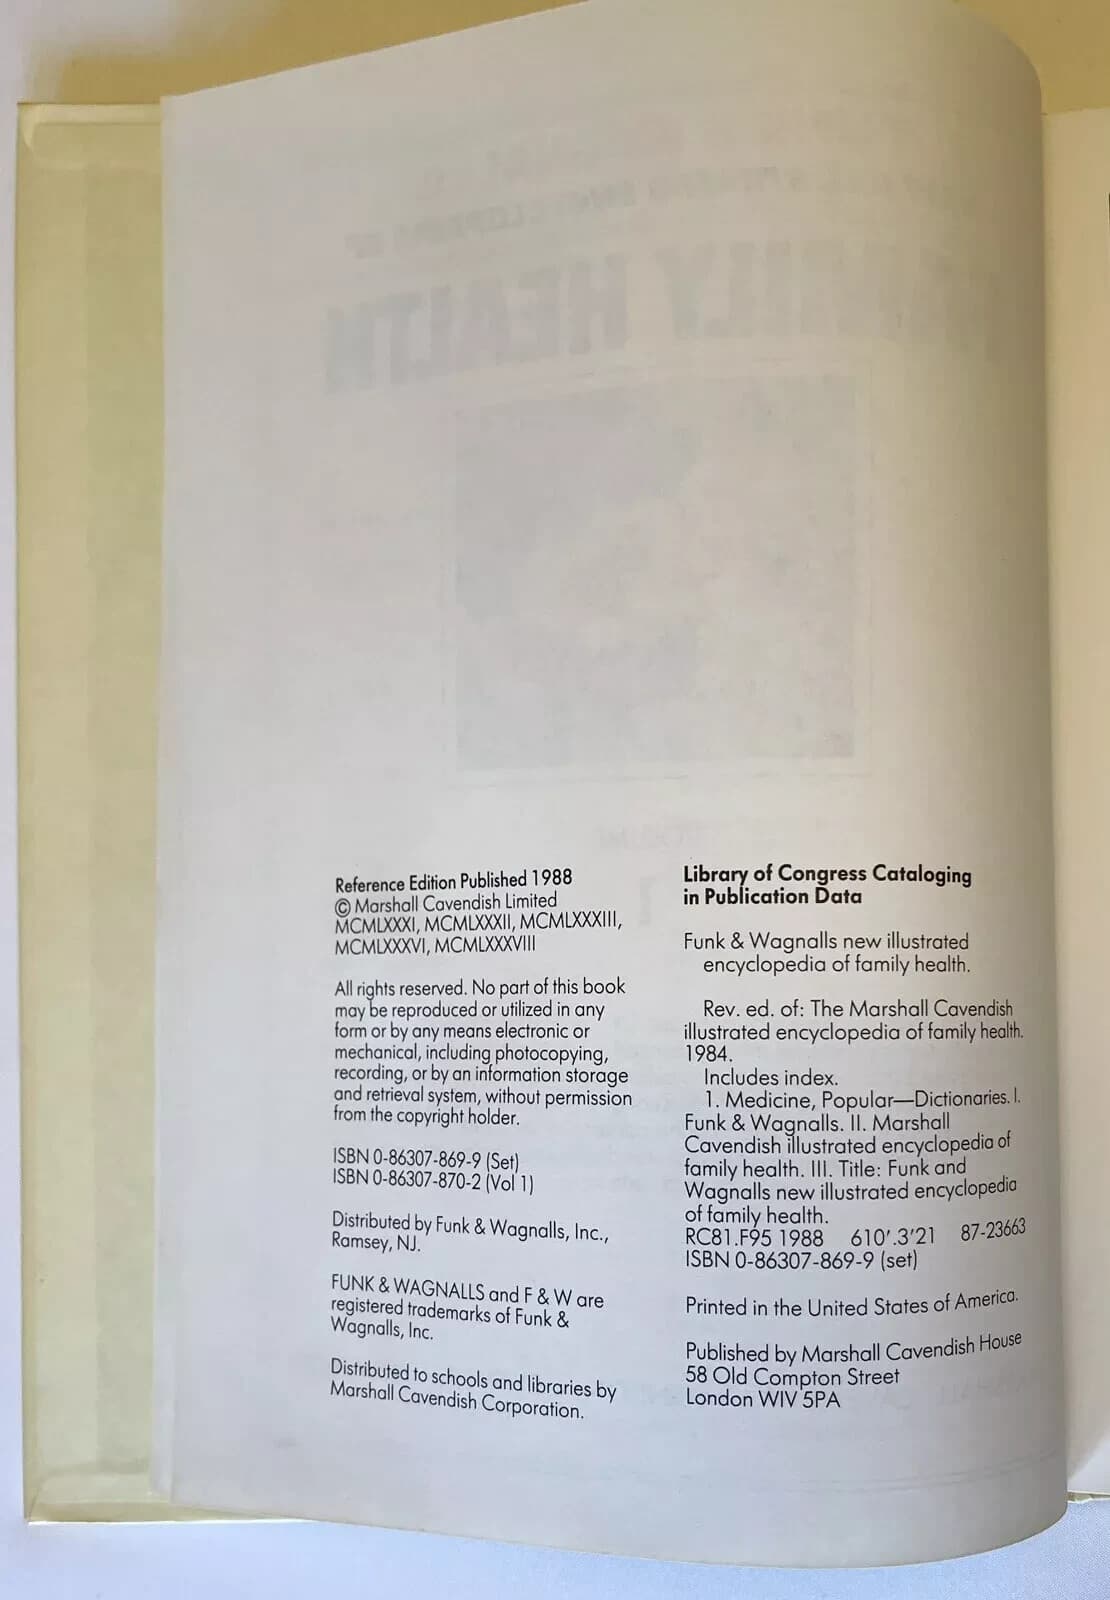 Reference Edition Published 1988
© Marshall Cavendish Limited
MCMLXXXI, MCMLXXXII, MCMLXXXIII,
MCMLXXXVI, MCMLXXXVIII
All rights reserved. No part of this book
may be reproduced or utilized in any
form or by any means electronic or
mechanical, including photocopying,
recording, or by an information storage
and retrieval system, without permission
from the copyright holder.
ISBN 0-86307-869-9 (Set)
ISBN 0-86307-870-2 (Vol 1)
Distributed by Funk & Wagnalls, Inc.,
Ramsey, NJ.
FUNK & WAGNALLS and F & W are
registered trademarks of Funk &
Wagnalls, Inc.
Distributed to schools and libraries by
Marshall Cavendish Corporation.
Library of Congress Cataloging
in Publication Data
Funk & Wagnalls new illustrated
encyclopedia of family health.
Rev. ed. of: The Marshall Cavendish
illustrated encyclopedia of family health.
1984.
Includes index.
1. Medicine, Popular—Dictionaries. I.
Funk & Wagnalls. II. Marshall
Cavendish illustrated encyclopedia of
family health. III. Title: Funk and
Wagnalls new illustrated encyclopedia
of family health.
RC81.F95 1988 610'.3'21 87-23663
ISBN 0-86307-869-9 (set)
Printed in the United States of America.
Published by Marshall Cavendish House
58 Old Compton Street
London WIV 5PA
FAMILY HEALTH